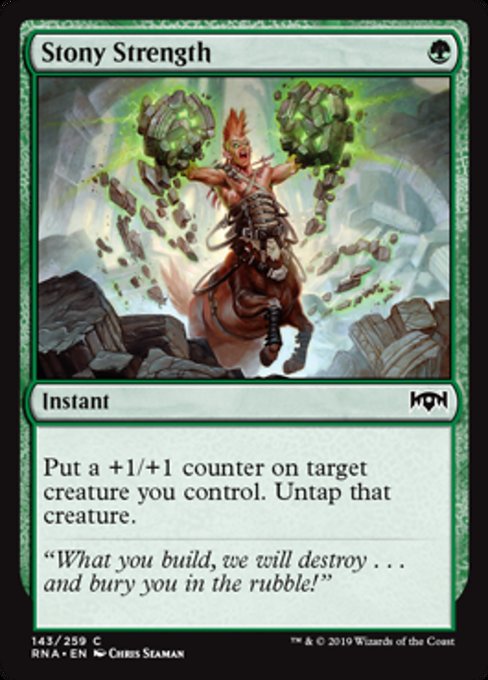 Stony Strength
Instant
Put a +1/+1 counter on target
creature you control. Untap that
creature.
“What you build, we will destroy . . .
and bury you in the rubble!”
143/259 C
RNA • EN Chris Seaman
™ & © 2019 Wizards of the Coast